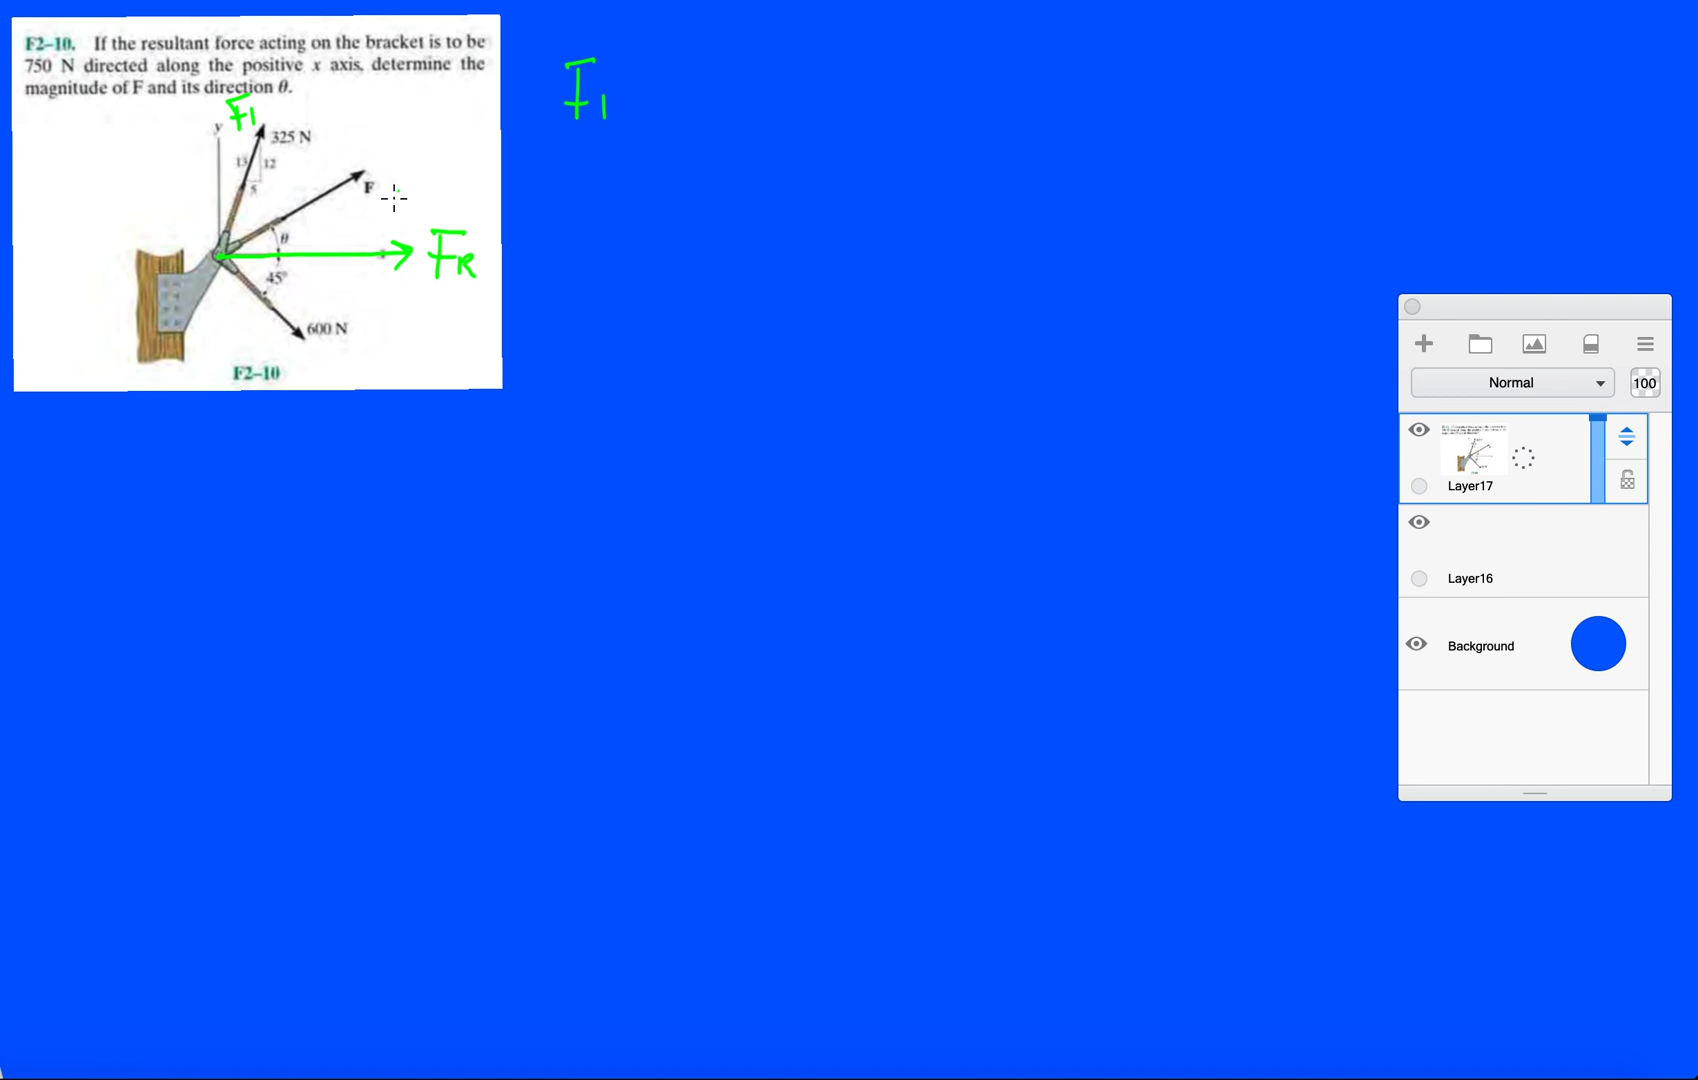 F2–10. If the resultant force acting on the bracket is to be
750 N directed along the positive x axis, determine the
magnitude of F and its direction θ.
F1
y
325 N
13
12
5
F
θ
FR
45°
600 N
F2–10
F1
Normal
100
Layer17
Layer16
Background